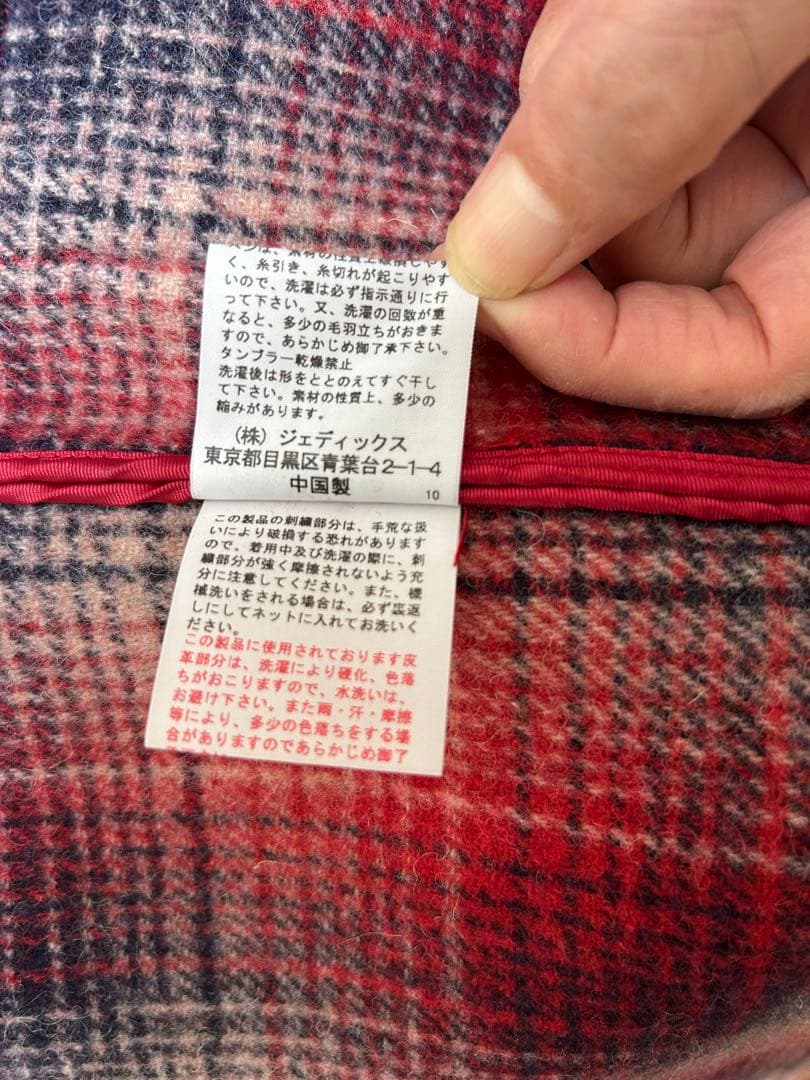 スンは、素材の性質上破損しやす
く、糸引き、糸切れが起こりやす
いので、洗濯は必ず指示通りに行
って下さい。又、洗濯の回数が重
なると、多少の毛羽立ちがおきま
すので、あらかじめ御了承下さい。
タンブラー乾燥禁止
洗濯後は形をととのえてすぐ干し
て下さい。素材の性質上、多少の
縮みがあります。
(株) ジェディックス
東京都目黒区青葉台2-1-4
中国製
10
この製品の刺繍部分は、手荒な扱
いにより破損する恐れがあります
ので、着用中及び洗濯の際に、刺
繍部分が強く摩擦されないよう充
分に注意してください。また、機
械洗いをされる場合は、必ず裏返
しにしてネットに入れてお洗いく
ださい。
この製品に使用されております皮
革部分は、洗濯により硬化、色落
ちがおこりますので、水洗いは、
お避け下さい。また雨・汗・摩擦
等により、多少の色落ちをする場
合がありますのであらかじめ御了